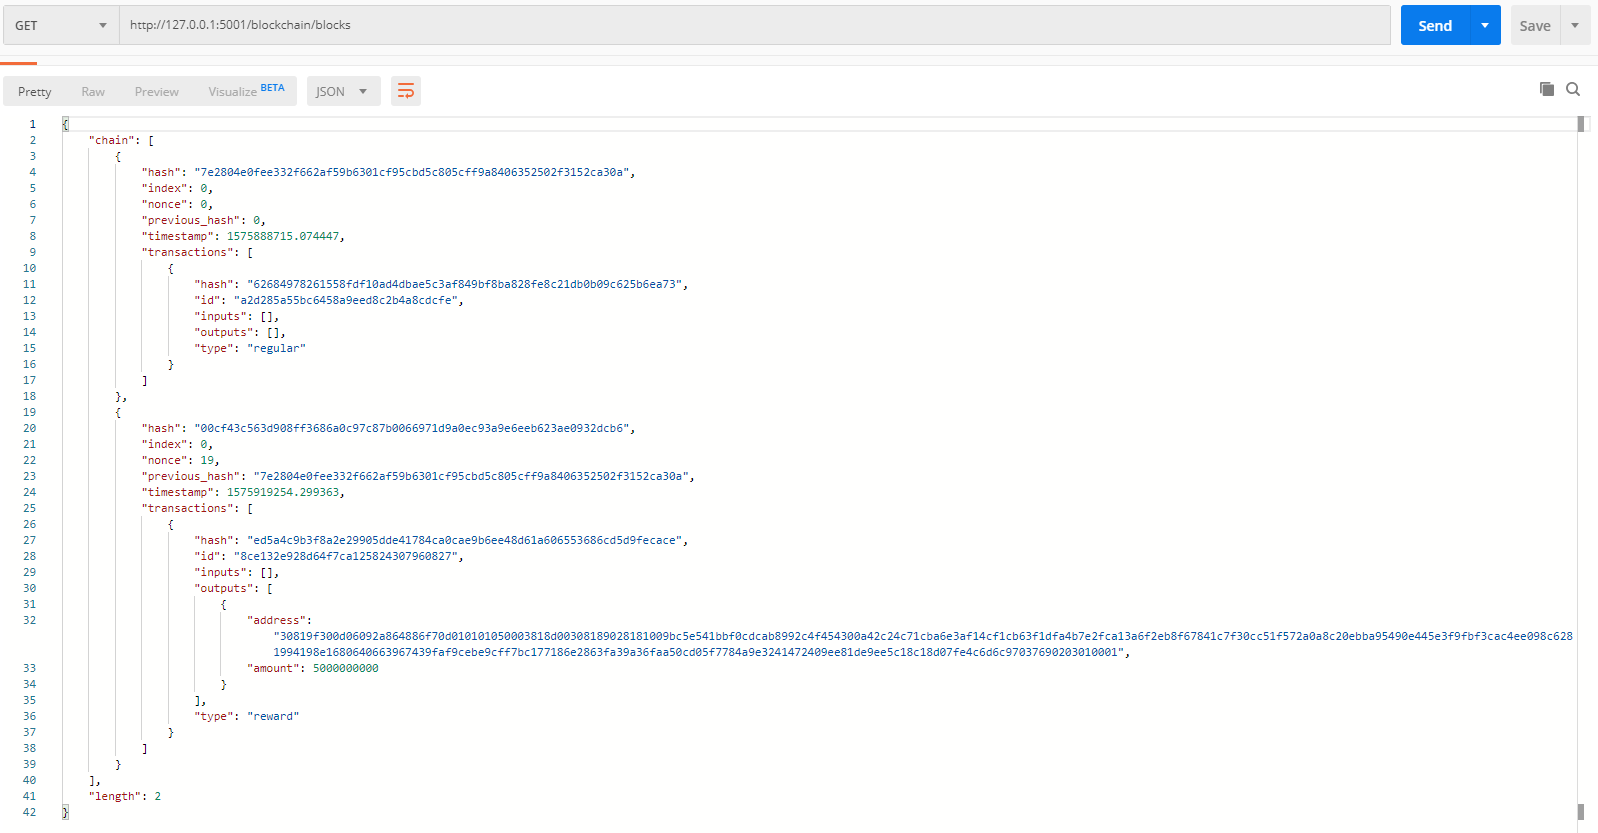 GET http://127.0.0.1:5001/blockchain/blocks Send Save
Pretty Raw Preview Visualize BETA JSON
1 {
2 "chain": [
3 {
4 "hash": "7e2804e0fee332f662af59b6301cf95cbd5c805cff9a8406352502f3152ca30a",
5 "index": 0,
6 "nonce": 0,
7 "previous_hash": 0,
8 "timestamp": 1575888715.074447,
9 "transactions": [
10 {
11 "hash": "62684978261558fdf10ad4dbae5c3af849bf8ba828fe8c21db0b09c625b6ea73",
12 "id": "a2d285a55bc6458a9eed8c2b4a8cdcfe",
13 "inputs": [],
14 "outputs": [],
15 "type": "regular"
16 }
17 ]
18 },
19 {
20 "hash": "00cf43c563d908ff3686a0c97c87b0066971d9a0ec93a9e6eeb623ae0932dcb6",
21 "index": 0,
22 "nonce": 19,
23 "previous_hash": "7e2804e0fee332f662af59b6301cf95cbd5c805cff9a8406352502f3152ca30a",
24 "timestamp": 1575919254.299363,
25 "transactions": [
26 {
27 "hash": "ed5a4c9b3f8a2e29905dde41784ca0cae9b6ee48d61a606553686cd5d9fecace",
28 "id": "8ce132e928d64f7ca125824307960827",
29 "inputs": [],
30 "outputs": [
31 {
32 "address":
"30819f300d06092a864886f70d010101050003818d00308189028181009bc5e541bbf0cdcab8992c4f454300a42c24c71cba6e3af14cf1cb63f1dfa4b7e2fca13a6f2eb8f67841c7f30cc51f572a0a8c20ebba95490e445e3f9fbf3cac4ee098c628
1994198e1680640663967439faf9cebe9cff7bc177186e2863fa39a36faa50cd05f7784a9e3241472409ee81de9ee5c18c18d07fe4c6d6c97037690203010001",
33 "amount": 5000000000
34 }
35 ],
36 "type": "reward"
37 }
38 ]
39 }
40 ],
41 "length": 2
42 }